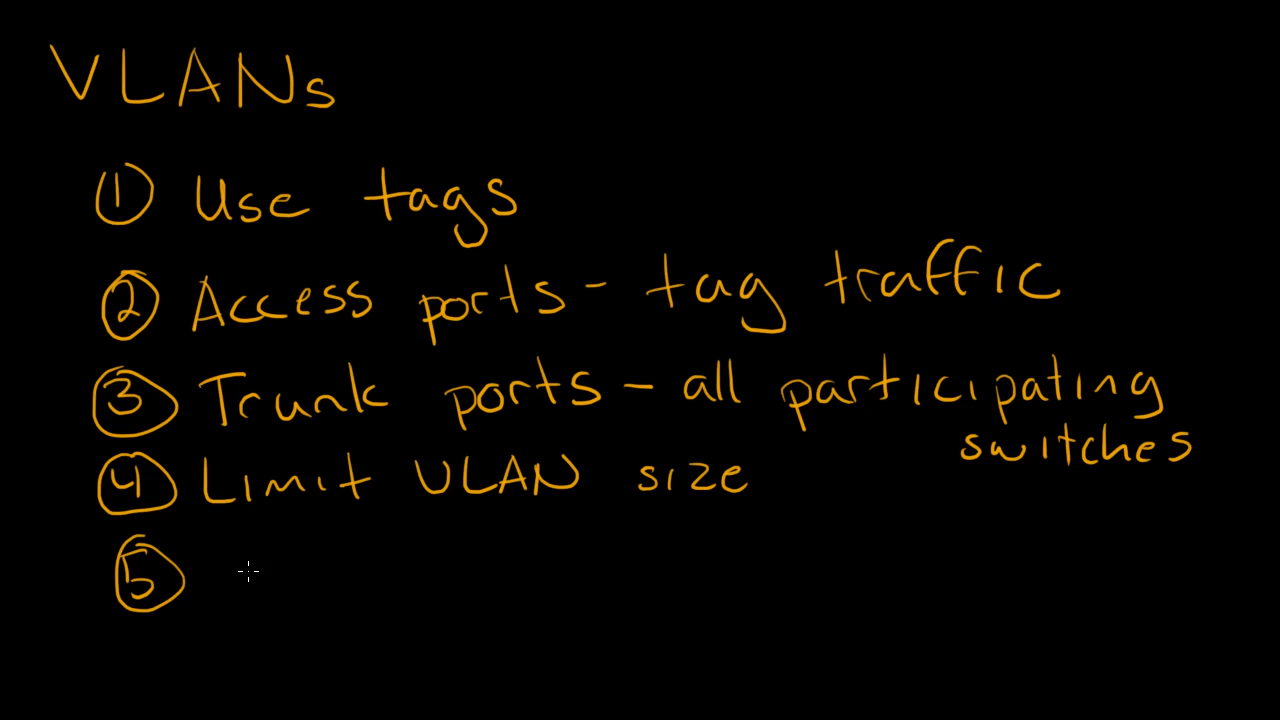 VLANs
① Use tags
② Access ports - tag traffic
③ Trunk ports - all participating
switches
④ Limit VLAN size
⑤